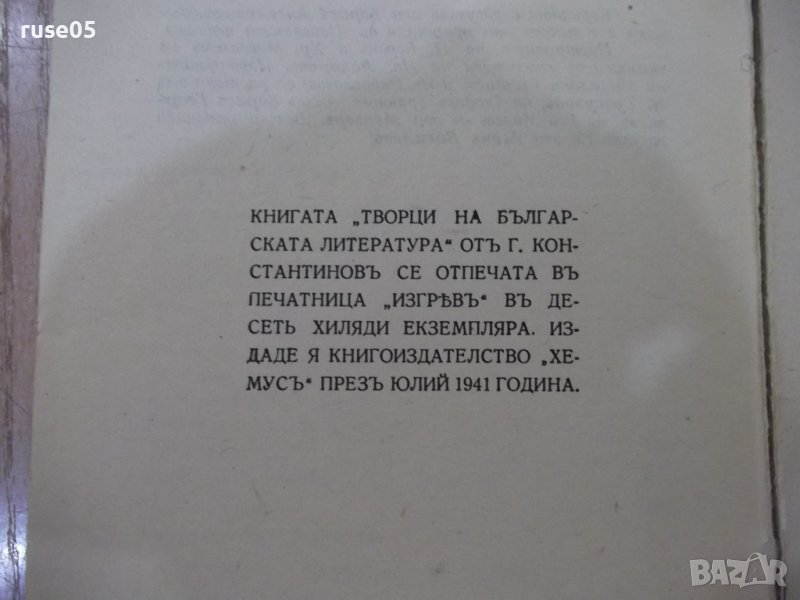 ruse05
КНИГАТА „ТВОРЦИ НА БЪЛГАР-
СКАТА ЛИТЕРАТУРА“ ОТЪ Г. КОН-
СТАНТИНОВЪ СЕ ОТПЕЧАТА ВЪ
ПЕЧАТНИЦА „ИЗГРѢВЪ“ ВЪ ДЕ-
СЕТЬ ХИЛЯДИ ЕКЗЕМПЛЯРА. ИЗ-
ДАДЕ Я КНИГОИЗДАТЕЛСТВО „ХЕ-
МУСЪ“ ПРЕЗЪ ЮЛИЙ 1941 ГОДИНА.
BAZAR